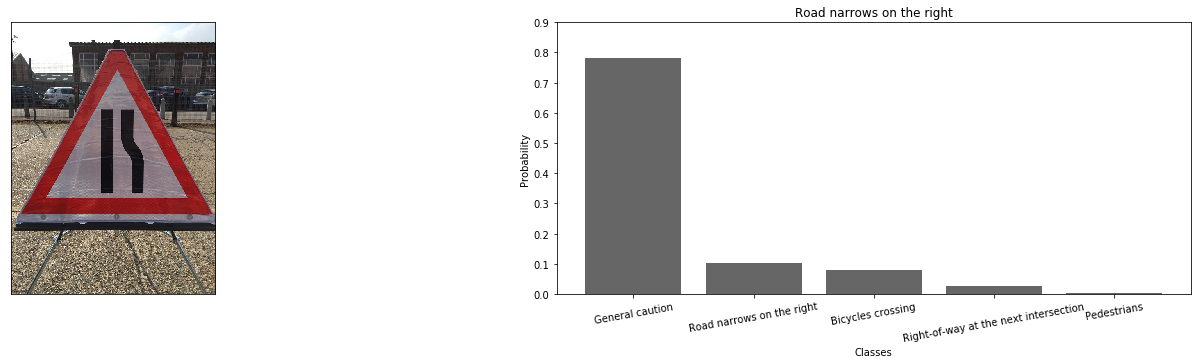 Road narrows on the right
0.9
0.8
0.7
0.6
0.5
0.4
0.3
0.2
0.1
0.0
Probability
General caution
Road narrows on the right
Bicycles crossing
Right-of-way at the next intersection
Pedestrians
Classes